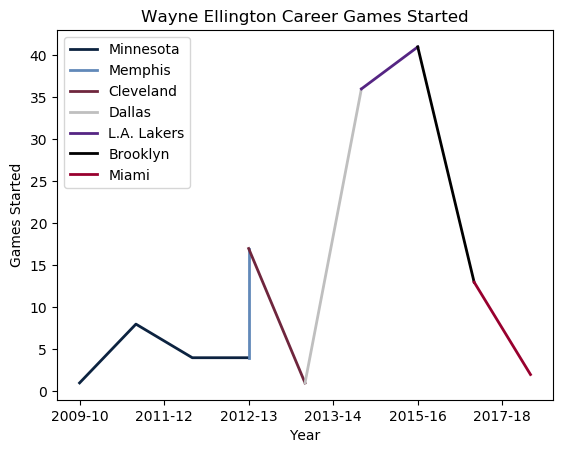 Wayne Ellington Career Games Started
Minnesota
Memphis
Cleveland
Dallas
L.A. Lakers
Brooklyn
Miami
Games Started
40
35
30
25
20
15
10
5
0
2009-10 2011-12 2012-13 2013-14 2015-16 2017-18
Year